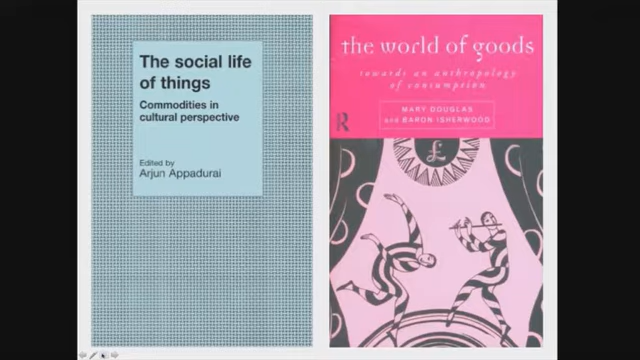 The social life
of things
Commodities in
cultural perspective
Edited by
Arjun Appadurai
the world of goods
towards an anthropology
of consumption
MARY DOUGLAS
and BARON ISHERWOOD
R
£